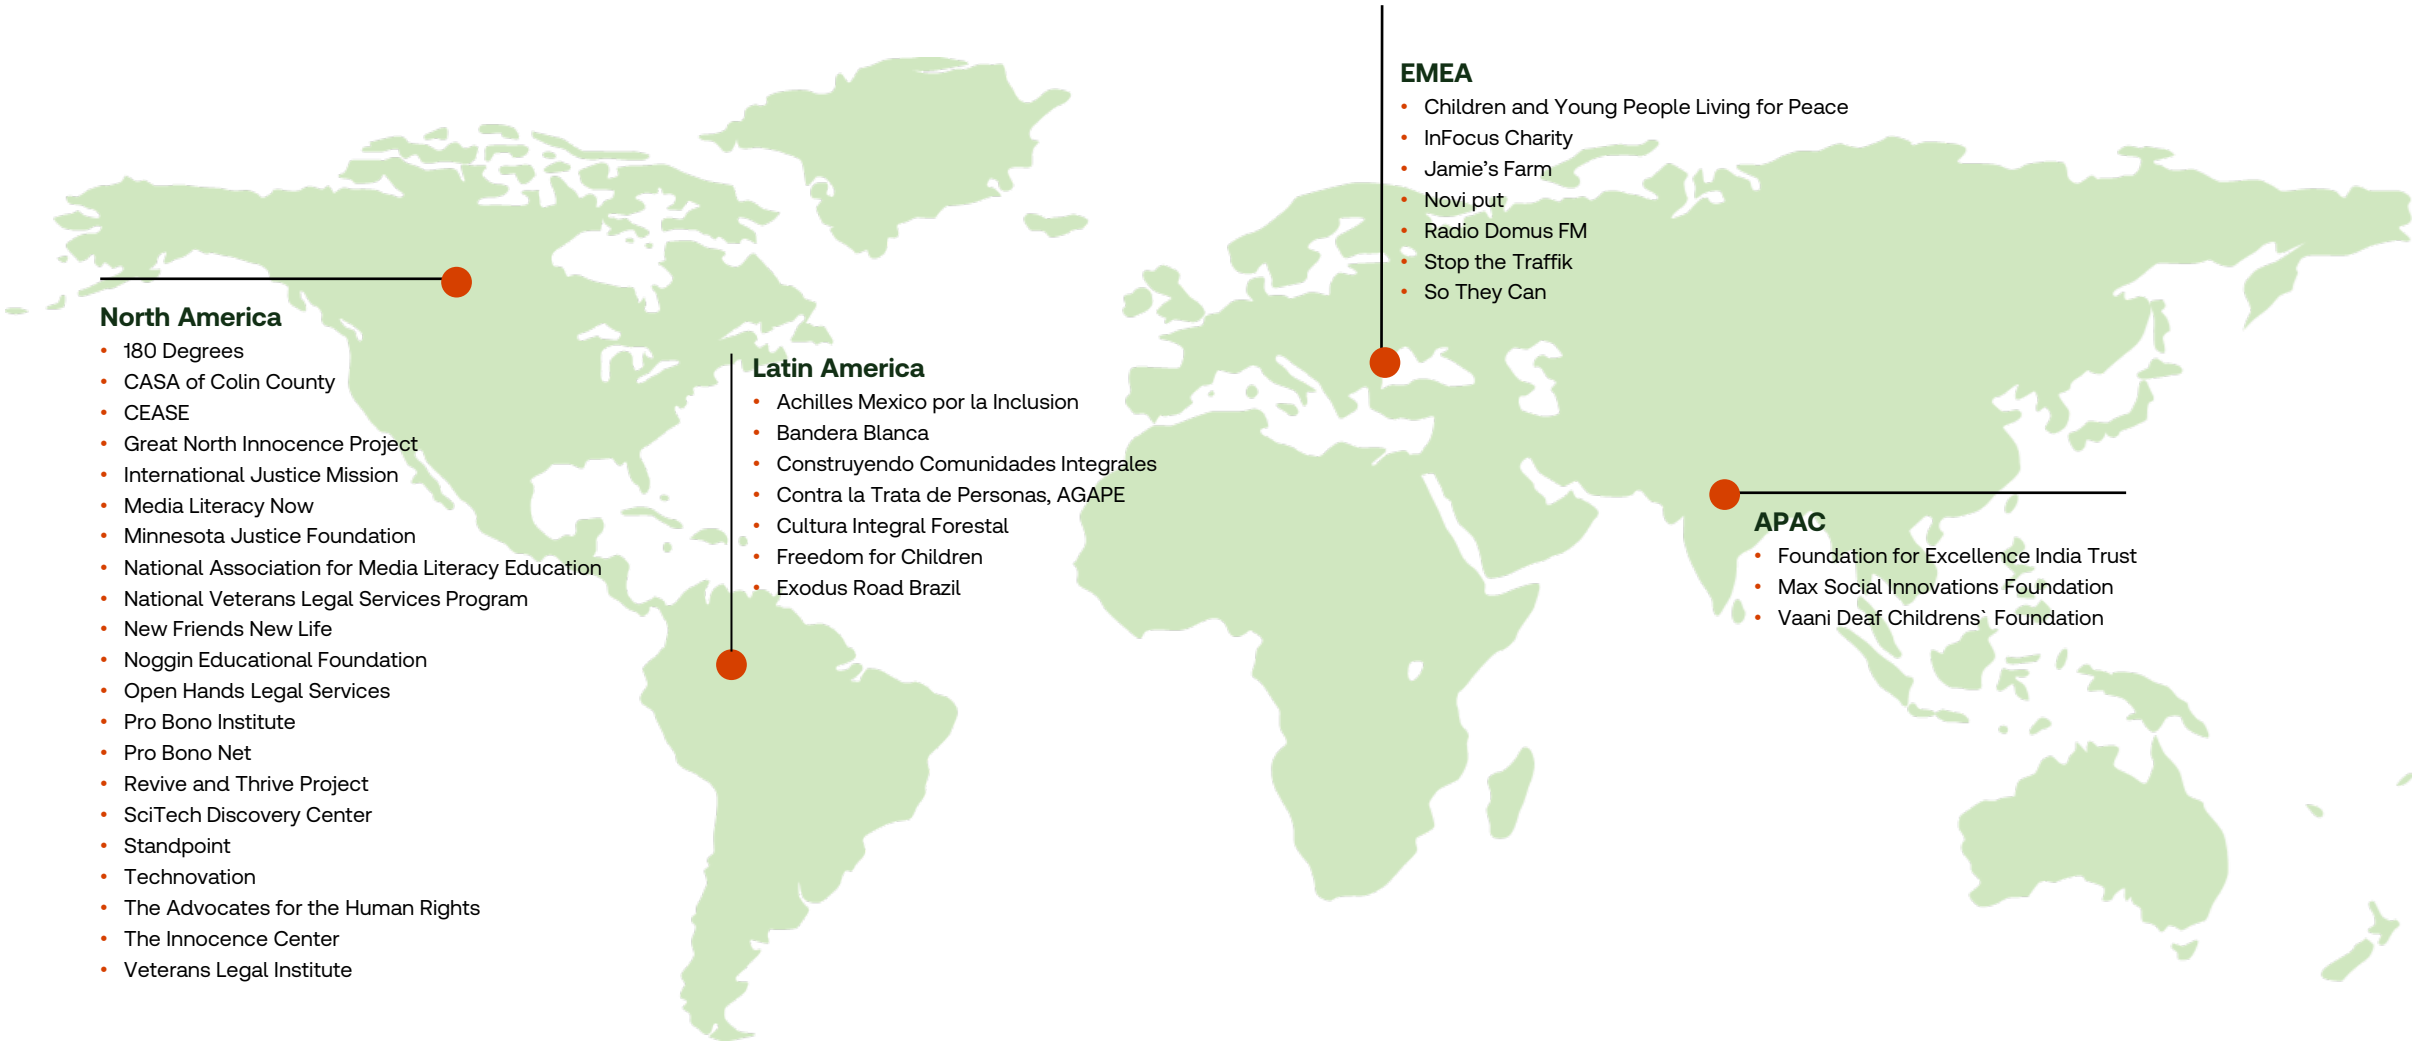 EMEA
• Children and Young People Living for Peace
• InFocus Charity
• Jamie’s Farm
• Novi put
• Radio Domus FM
• Stop the Traffik
• So They Can
North America
• 180 Degrees
• CASA of Colin County
• CEASE
• Great North Innocence Project
• International Justice Mission
• Media Literacy Now
• Minnesota Justice Foundation
• National Association for Media Literacy Education
• National Veterans Legal Services Program
• New Friends New Life
• Noggin Educational Foundation
• Open Hands Legal Services
• Pro Bono Institute
• Pro Bono Net
• Revive and Thrive Project
• SciTech Discovery Center
• Standpoint
• Technovation
• The Advocates for the Human Rights
• The Innocence Center
• Veterans Legal Institute
Latin America
• Achilles Mexico por la Inclusion
• Bandera Blanca
• Construyendo Comunidades Integrales
• Contra la Trata de Personas, AGAPE
• Cultura Integral Forestal
• Freedom for Children
• Exodus Road Brazil
APAC
• Foundation for Excellence India Trust
• Max Social Innovations Foundation
• Vaani Deaf Childrens` Foundation